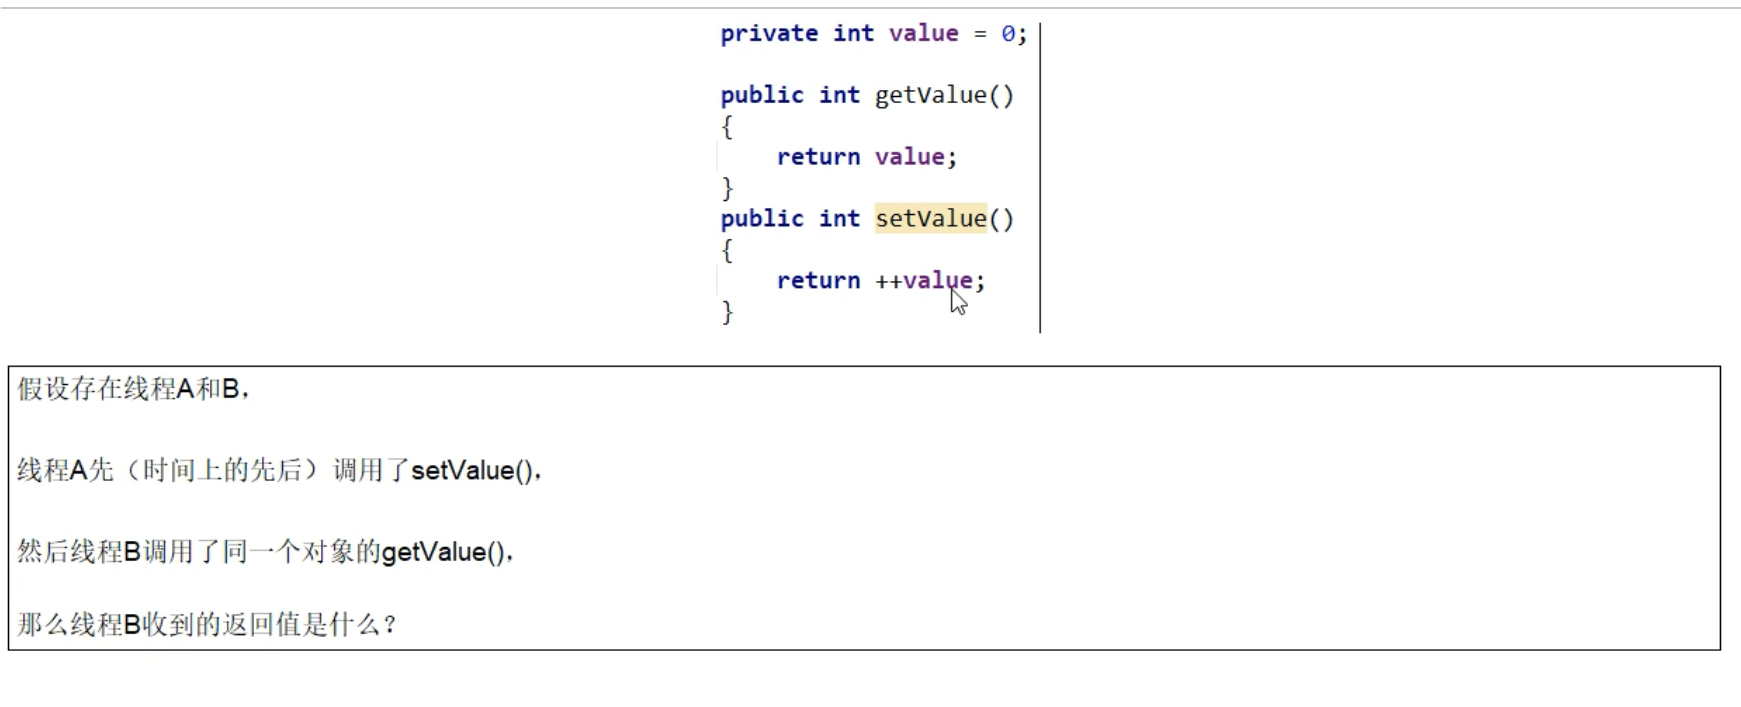 private int value = 0;
public int getValue()
{
return value;
}
public int setValue()
{
return ++value;
}
假设存在线程A和B，
线程A先（时间上的先后）调用了setValue()，
然后线程B调用了同一个对象的getValue()，
那么线程B收到的返回值是什么？